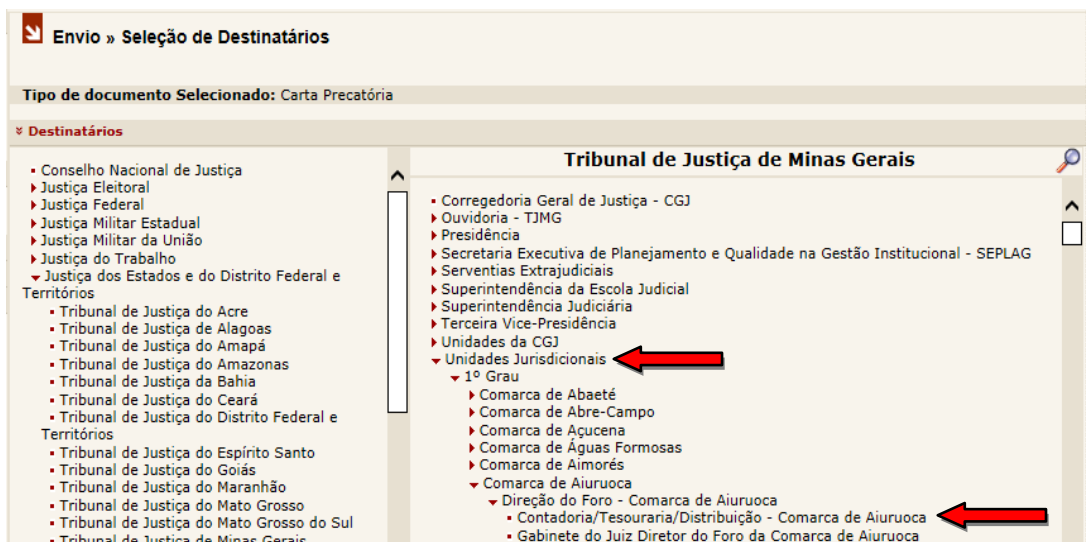 Envio » Seleção de Destinatários
Tipo de documento Selecionado: Carta Precatória
Destinatários
Conselho Nacional de Justiça
Justiça Eleitoral
Justiça Federal
Justiça Militar Estadual
Justiça Militar da União
Justiça do Trabalho
Justiça dos Estados e do Distrito Federal e
Territórios
Tribunal de Justiça do Acre
Tribunal de Justiça de Alagoas
Tribunal de Justiça do Amapá
Tribunal de Justiça do Amazonas
Tribunal de Justiça da Bahia
Tribunal de Justiça do Ceará
Tribunal de Justiça do Distrito Federal e
Territórios
Tribunal de Justiça do Espírito Santo
Tribunal de Justiça do Goiás
Tribunal de Justiça do Maranhão
Tribunal de Justiça do Mato Grosso
Tribunal de Justiça do Mato Grosso do Sul
Tribunal de Justiça de Minas Gerais
Tribunal de Justiça de Minas Gerais
Corregedoria Geral de Justiça - CGJ
Ouvidoria - TJMG
Presidência
Secretaria Executiva de Planejamento e Qualidade na Gestão Institucional - SEPLAG
Serventias Extrajudiciais
Superintendência da Escola Judicial
Superintendência Judiciária
Terceira Vice-Presidência
Unidades da CGJ
Unidades Jurisdicionais
1º Grau
Comarca de Abaeté
Comarca de Abre-Campo
Comarca de Açucena
Comarca de Águas Formosas
Comarca de Aimorés
Comarca de Aiuruoca
Direção do Foro - Comarca de Aiuruoca
Contadoria/Tesouraria/Distribuição - Comarca de Aiuruoca
Gabinete do Juiz Diretor do Foro da Comarca de Aiuruoca